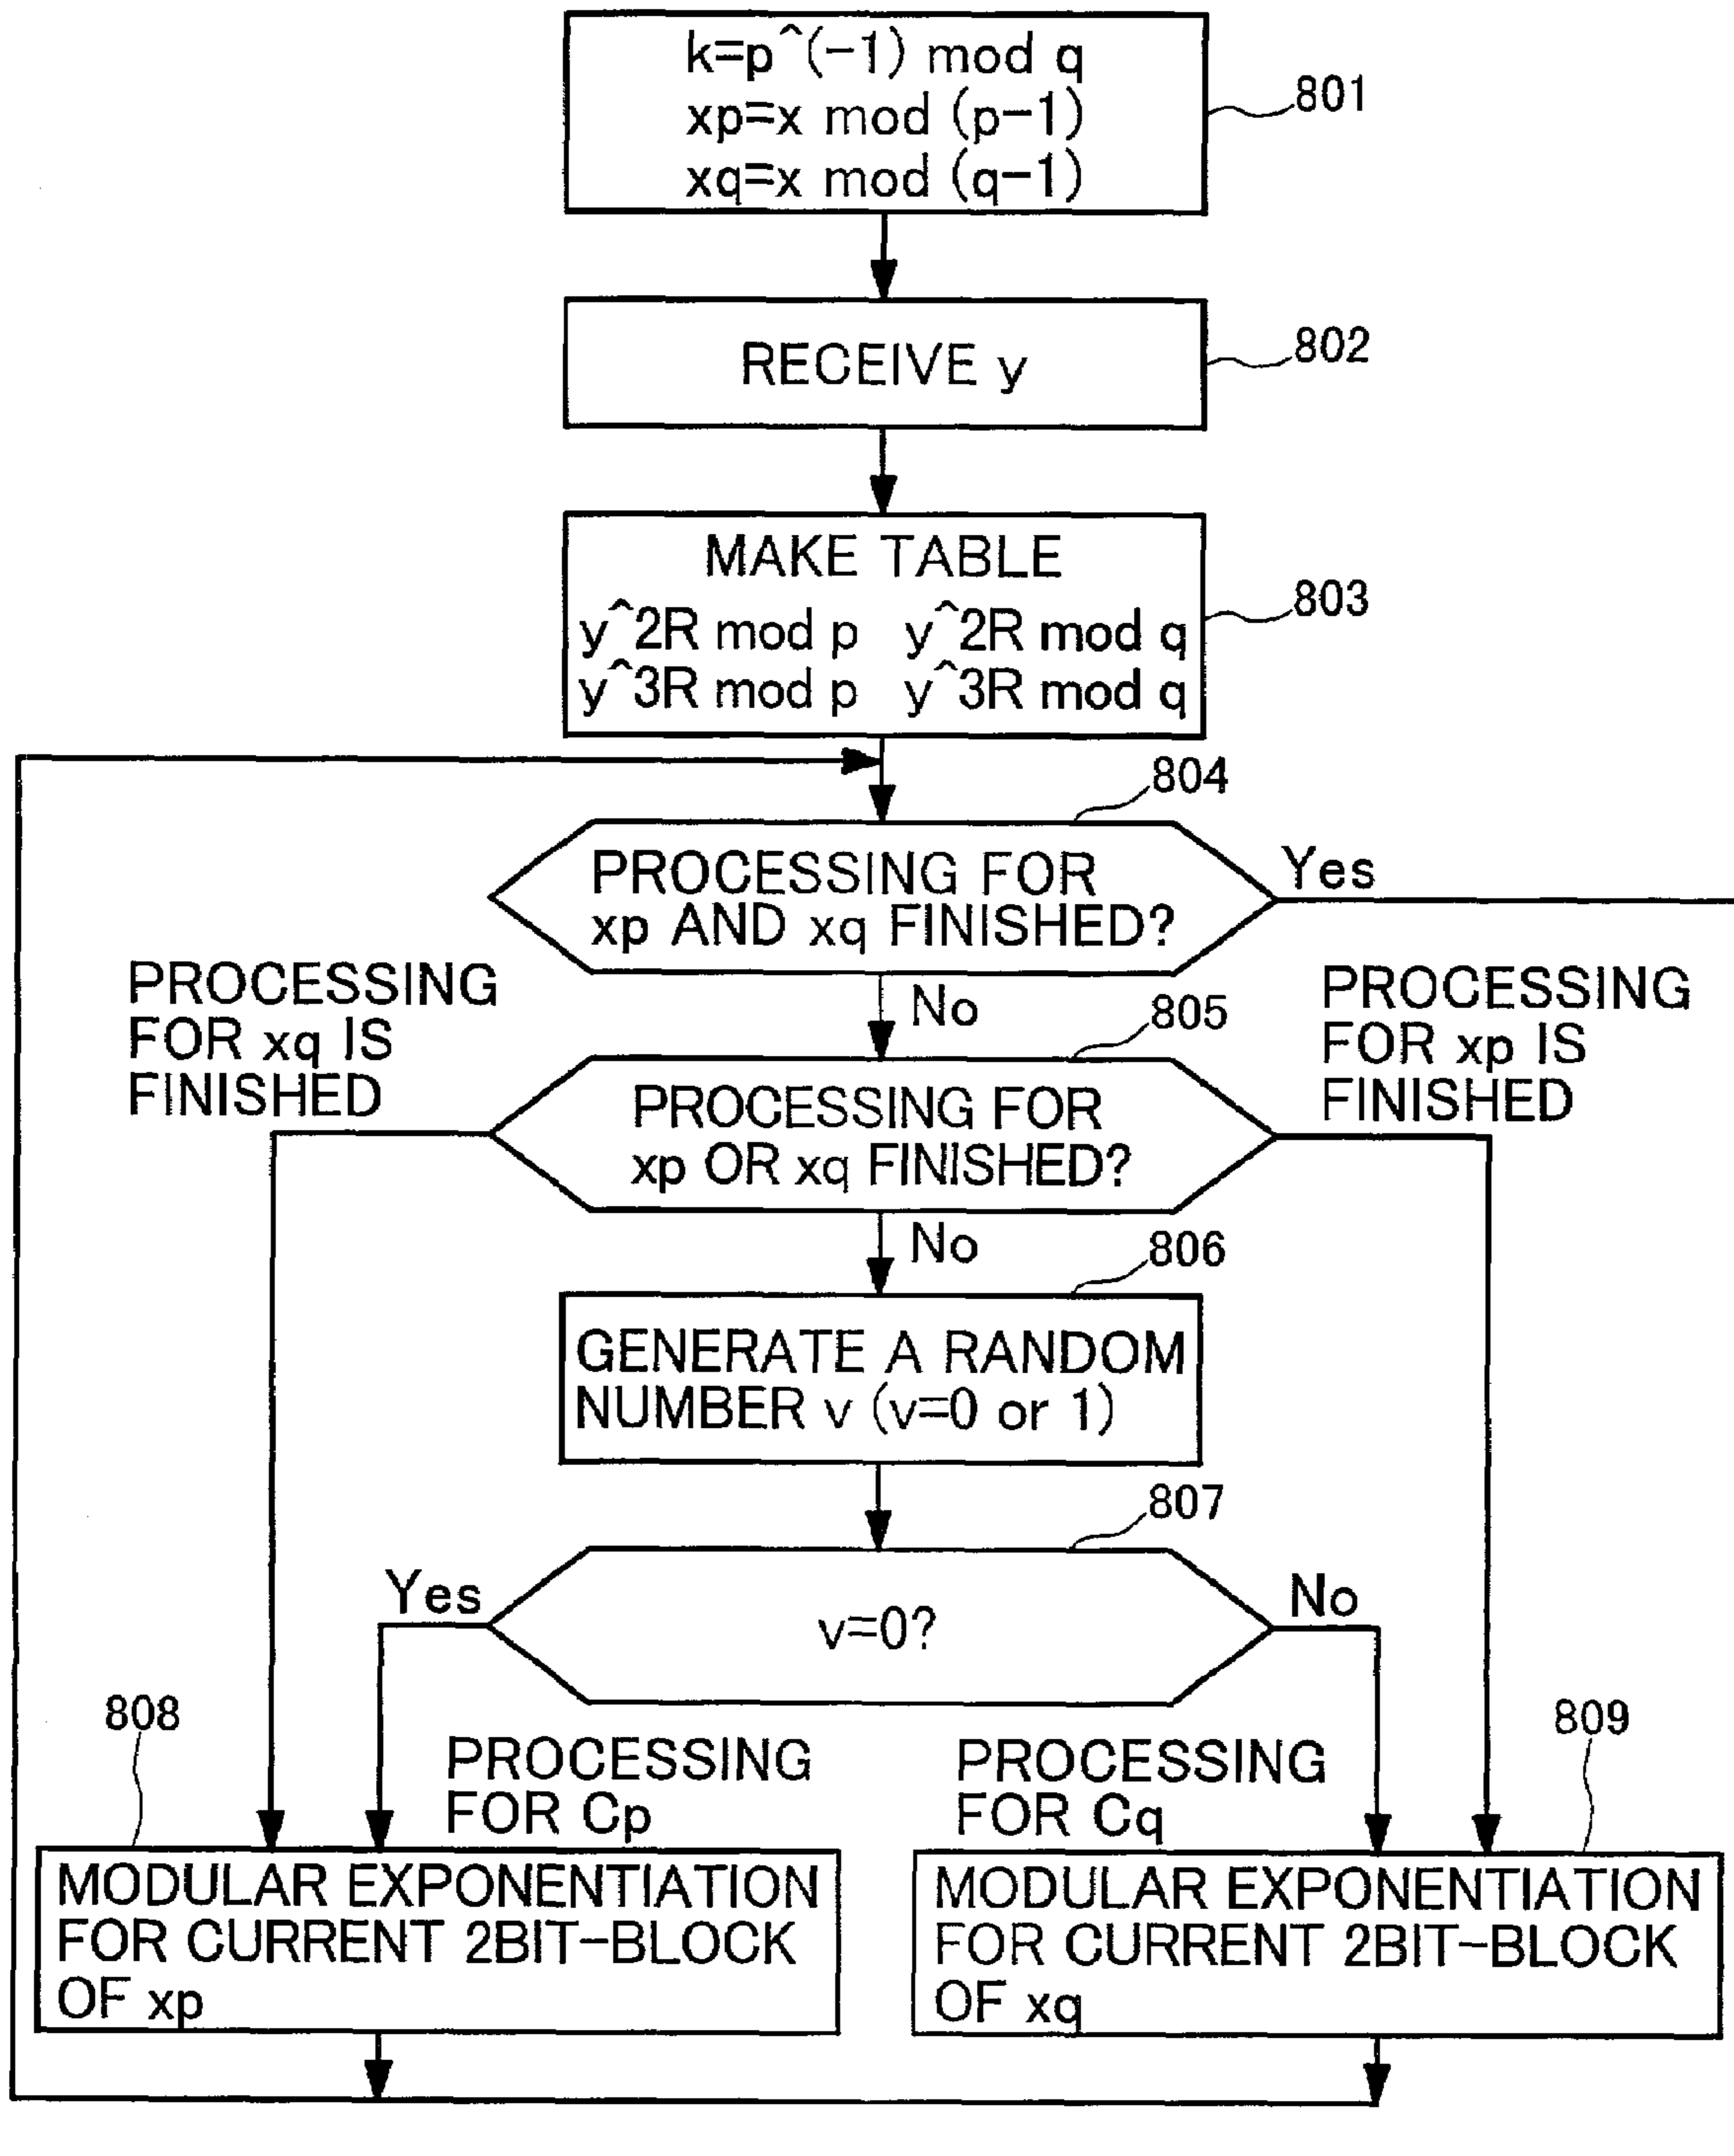 k=p^(-1) mod q
xp=x mod (p-1)
xq=x mod (q-1)
801
RECEIVE y
802
MAKE TABLE
y^2R mod p y^2R mod q
y^3R mod p y^3R mod q
803
804
PROCESSING FOR
xp AND xq FINISHED?
Yes
No
PROCESSING
FOR xq IS
FINISHED
805
PROCESSING FOR
xp OR xq FINISHED?
PROCESSING
FOR xp IS
FINISHED
No
806
GENERATE A RANDOM
NUMBER v (v=0 or 1)
807
Yes
v=0?
No
808
PROCESSING
FOR Cp
PROCESSING
FOR Cq
809
MODULAR EXPONENTIATION
FOR CURRENT 2BIT-BLOCK
OF xp
MODULAR EXPONENTIATION
FOR CURRENT 2BIT-BLOCK
OF xq